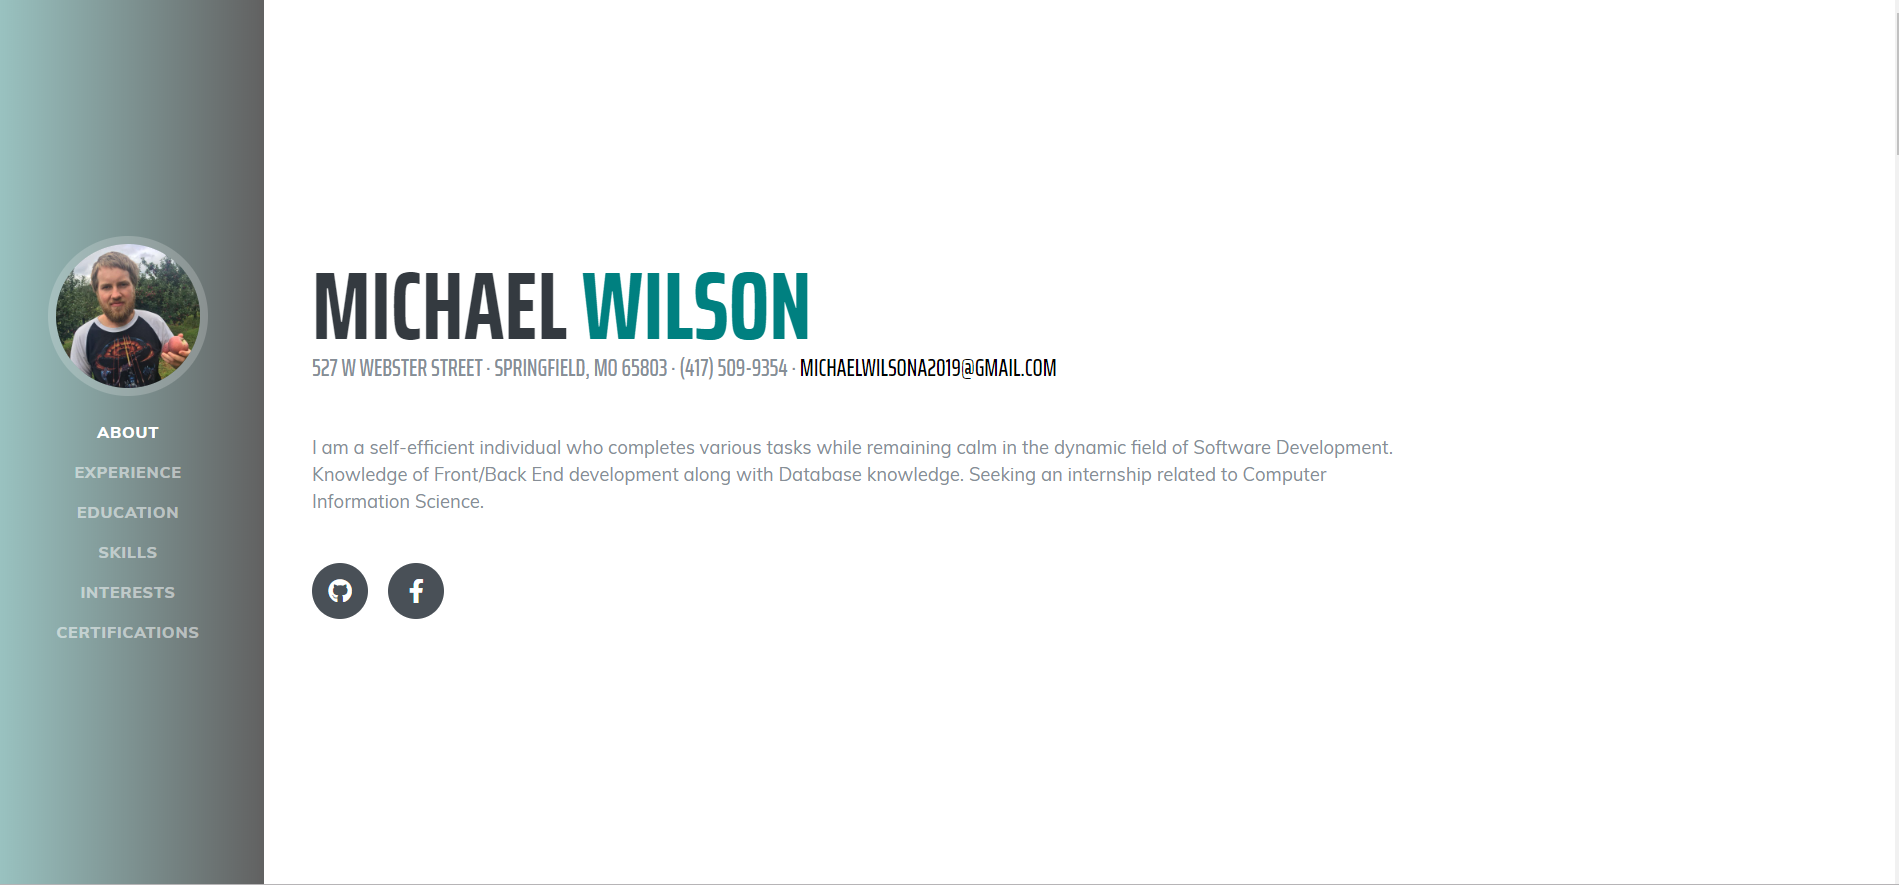 ABOUT
EXPERIENCE
EDUCATION
SKILLS
INTERESTS
CERTIFICATIONS
MICHAEL WILSON
527 W WEBSTER STREET · SPRINGFIELD, MO 65803 · (417) 509-9354 · MICHAELWILSONA2019@GMAIL.COM
I am a self-efficient individual who completes various tasks while remaining calm in the dynamic field of Software Development.
Knowledge of Front/Back End development along with Database knowledge. Seeking an internship related to Computer
Information Science.